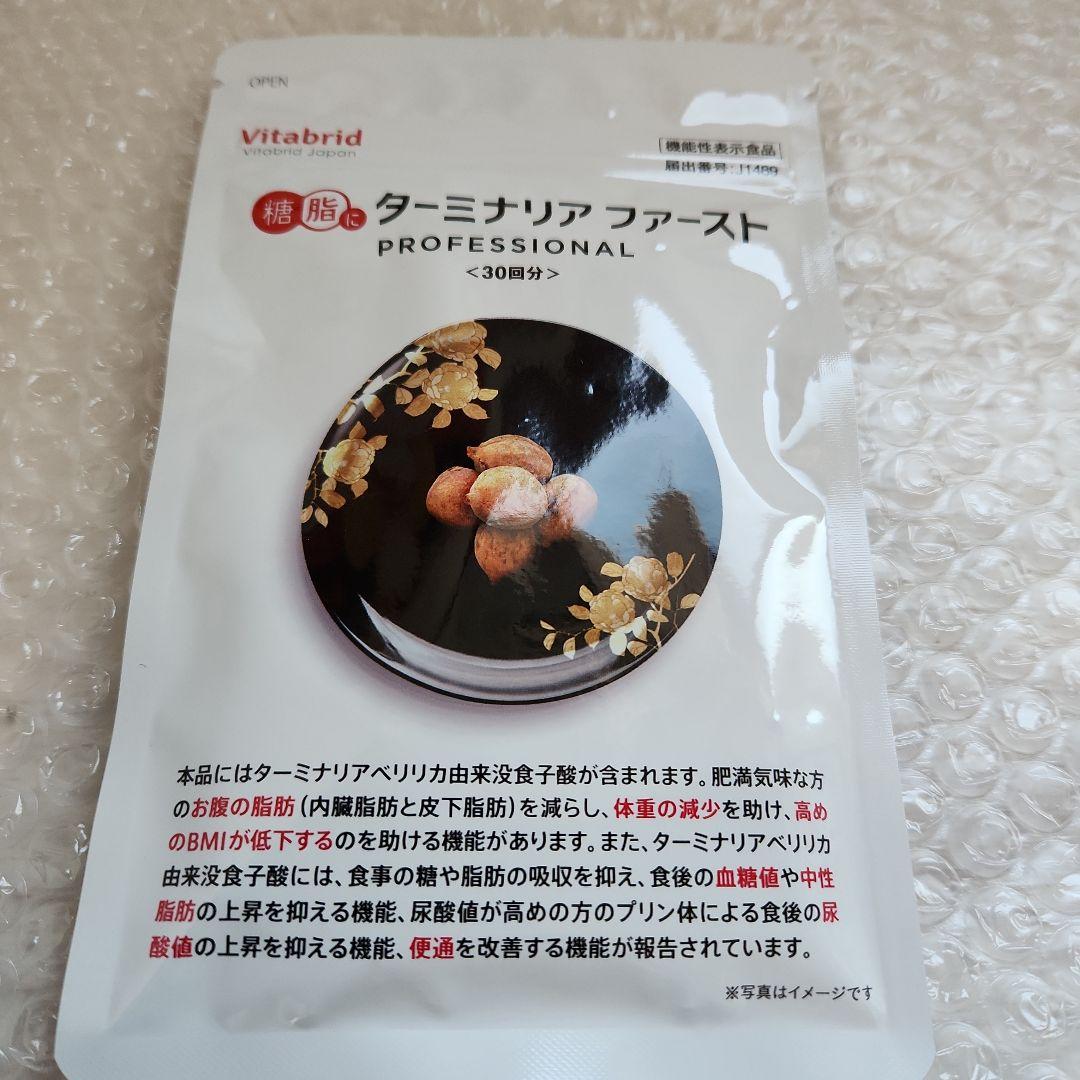 OPEN
Vitabrid
Vitabrid Japan
機能性表示食品
届出番号:J1489
糖脂に ターミナリア ファースト
PROFESSIONAL
<30回分>
本品にはターミナリアベリリカ由来没食子酸が含まれます。肥満気味な方
のお腹の脂肪(内臓脂肪と皮下脂肪)を減らし、体重の減少を助け、高め
のBMIが低下するのを助ける機能があります。また、ターミナリアベリリカ
由来没食子酸には、食事の糖や脂肪の吸収を抑え、食後の血糖値や中性
脂肪の上昇を抑える機能、尿酸値が高めの方のプリン体による食後の尿
酸値の上昇を抑える機能、便通を改善する機能が報告されています。
※写真はイメージです